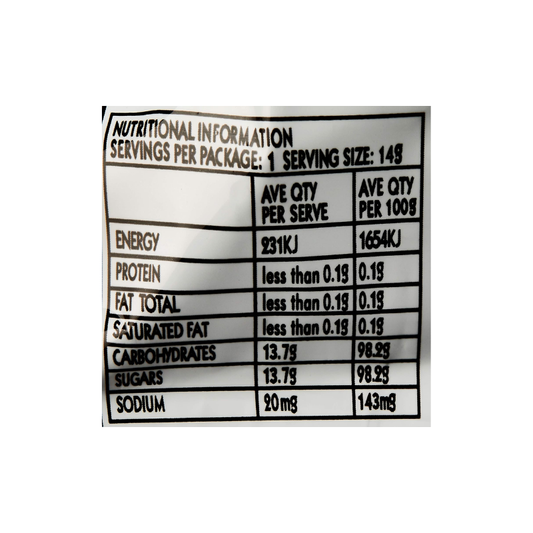 NUTRITIONAL INFORMATION
SERVINGS PER PACKAGE: 1 SERVING SIZE: 14g
AVE QTY PER SERVE AVE QTY PER 100g
ENERGY 231KJ 1654KJ
PROTEIN less than 0.1g 0.1g
FAT TOTAL less than 0.1g 0.1g
SATURATED FAT less than 0.1g 0.1g
CARBOHYDRATES 13.7g 98.2g
SUGARS 13.7g 98.2g
SODIUM 20mg 143mg